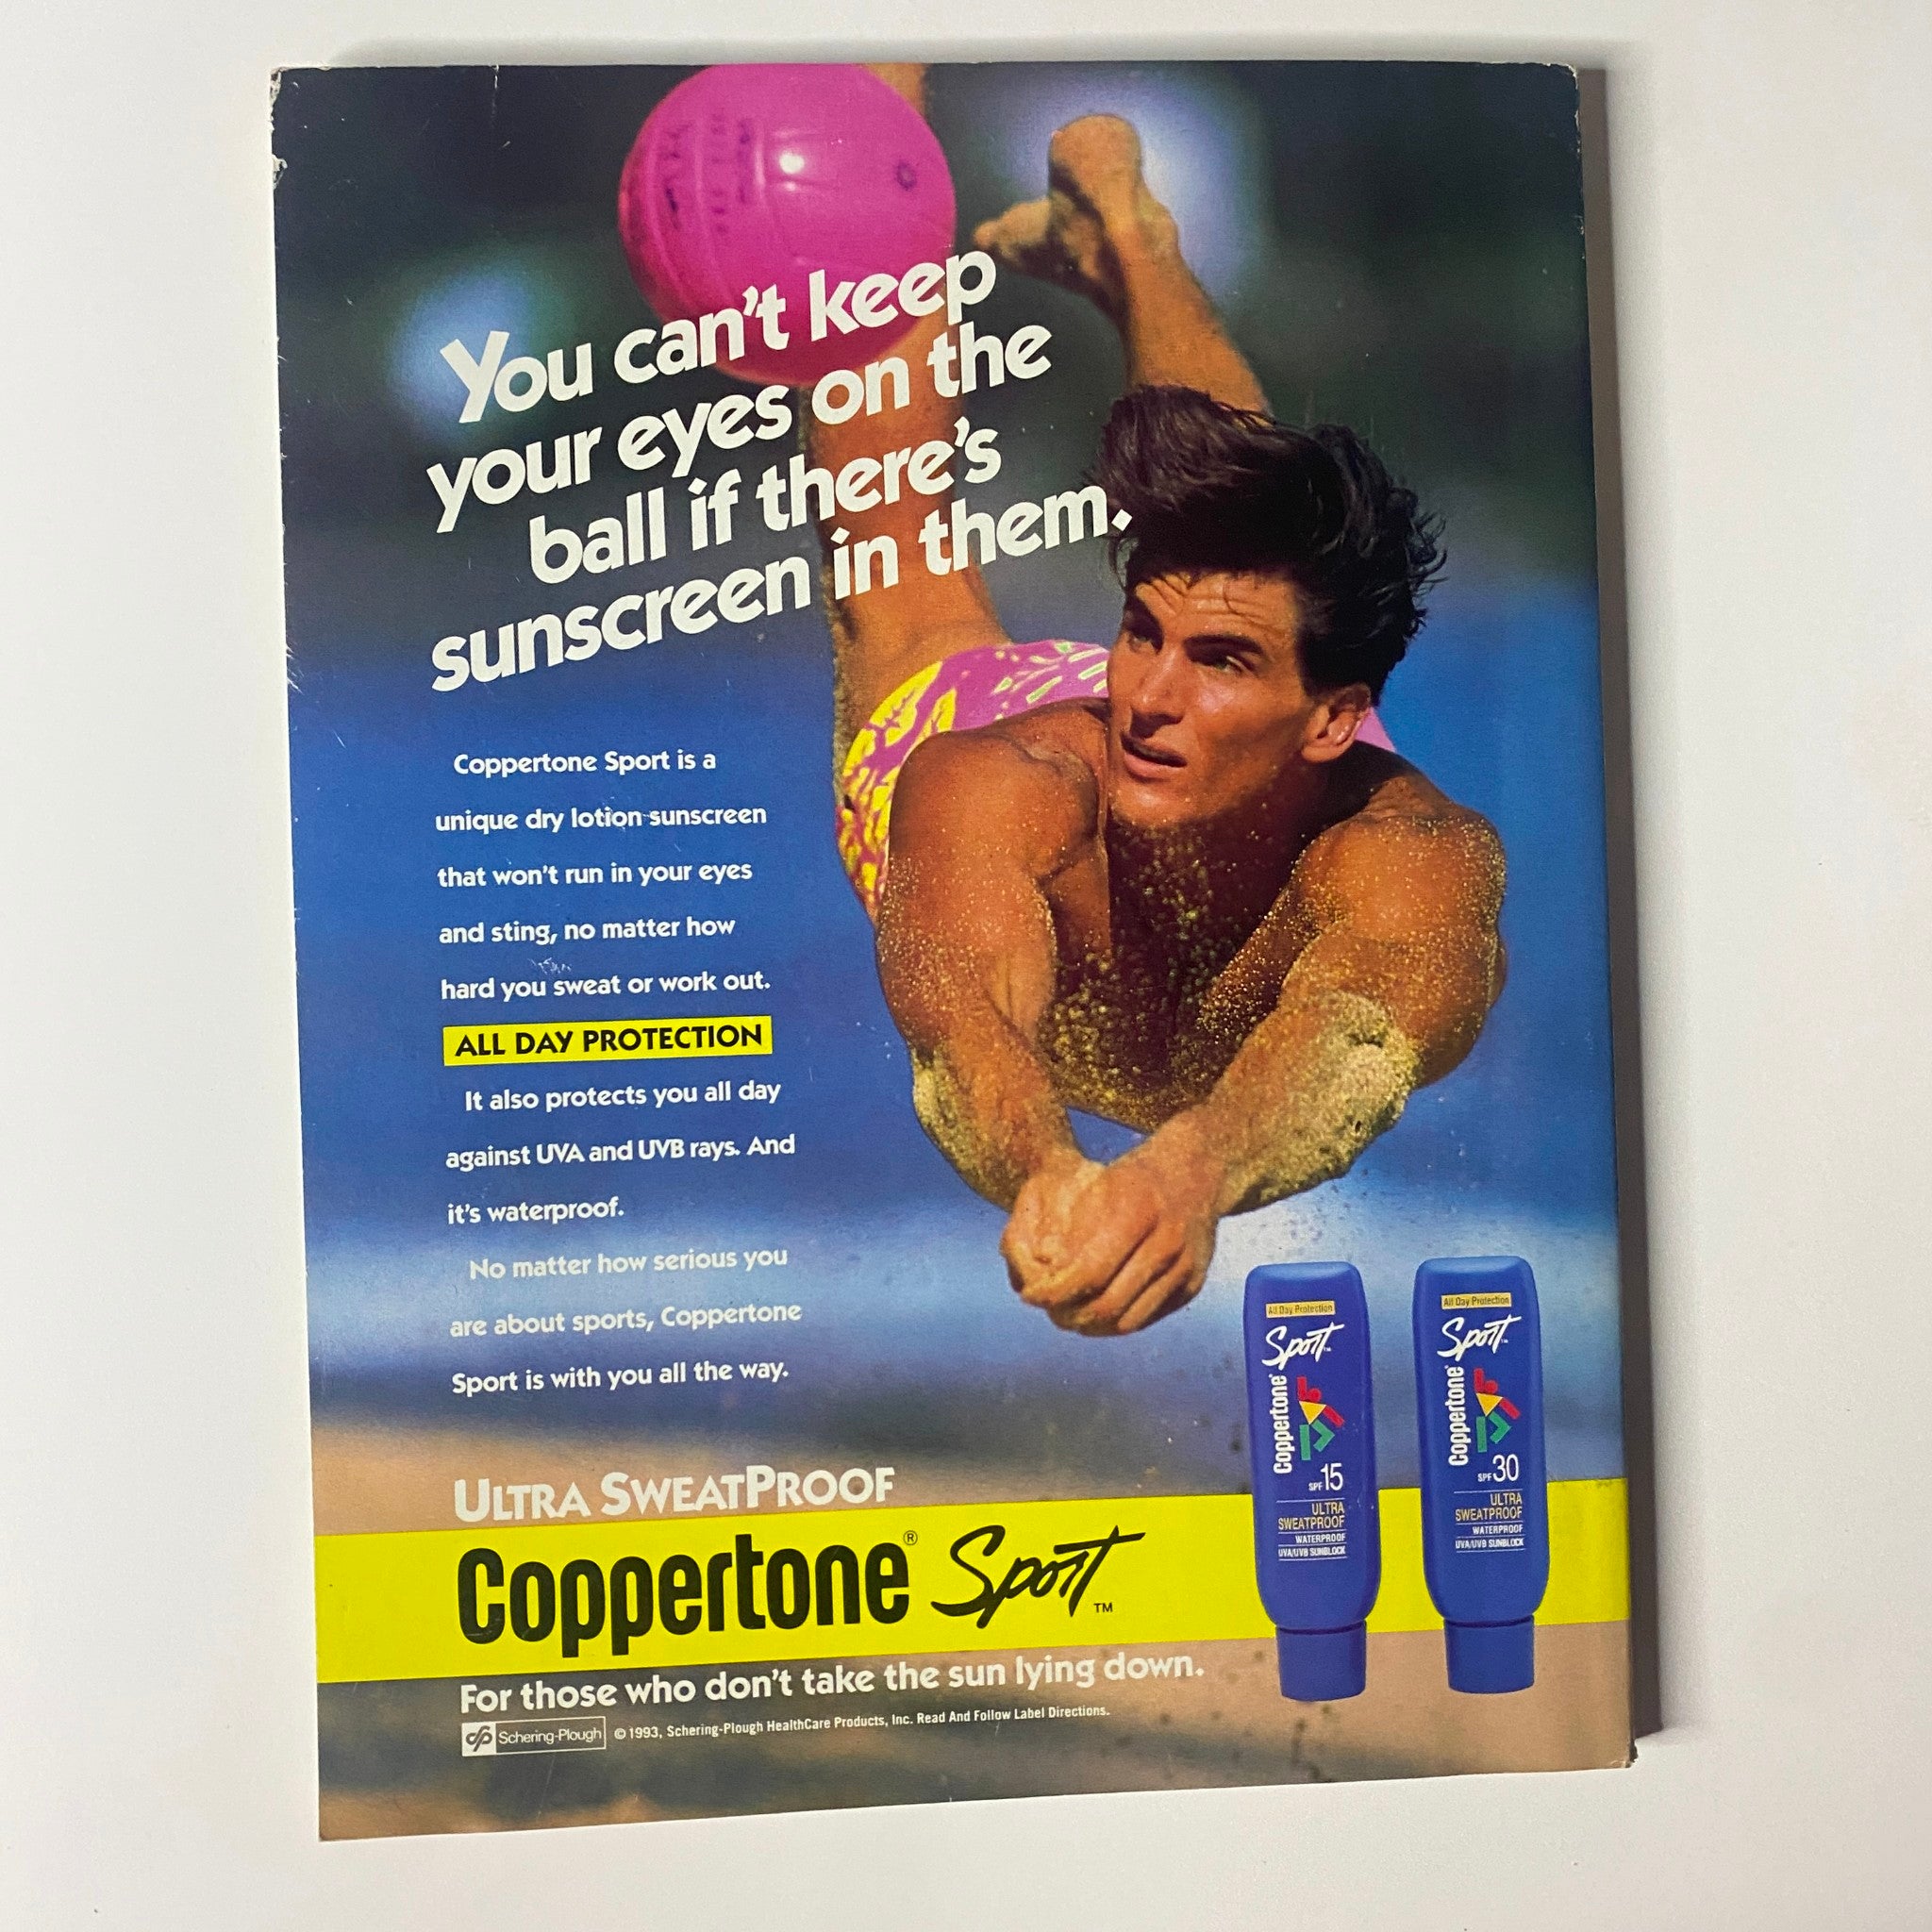 You can't keep
your eyes on the
ball if there's
sunscreen in them.
Coppertone Sport is a
unique dry lotion sunscreen
that won't run in your eyes
and sting, no matter how
hard you sweat or work out.
ALL DAY PROTECTION
It also protects you all day
against UVA and UVB rays. And
it's waterproof.
No matter how serious you
are about sports, Coppertone
Sport is with you all the way.
ULTRA SWEATPROOF
Coppertone® Sport™
For those who don't take the sun lying down.
Schering-Plough ©1993, Schering-Plough HealthCare Products, Inc. Read And Follow Label Directions.
All Day Protection
Sport™
Coppertone®
SPF 15
ULTRA
SWEATPROOF
WATERPROOF
UVA/UVB SUNBLOCK
All Day Protection
Sport™
Coppertone®
SPF 30
ULTRA
SWEATPROOF
WATERPROOF
UVA/UVB SUNBLOCK